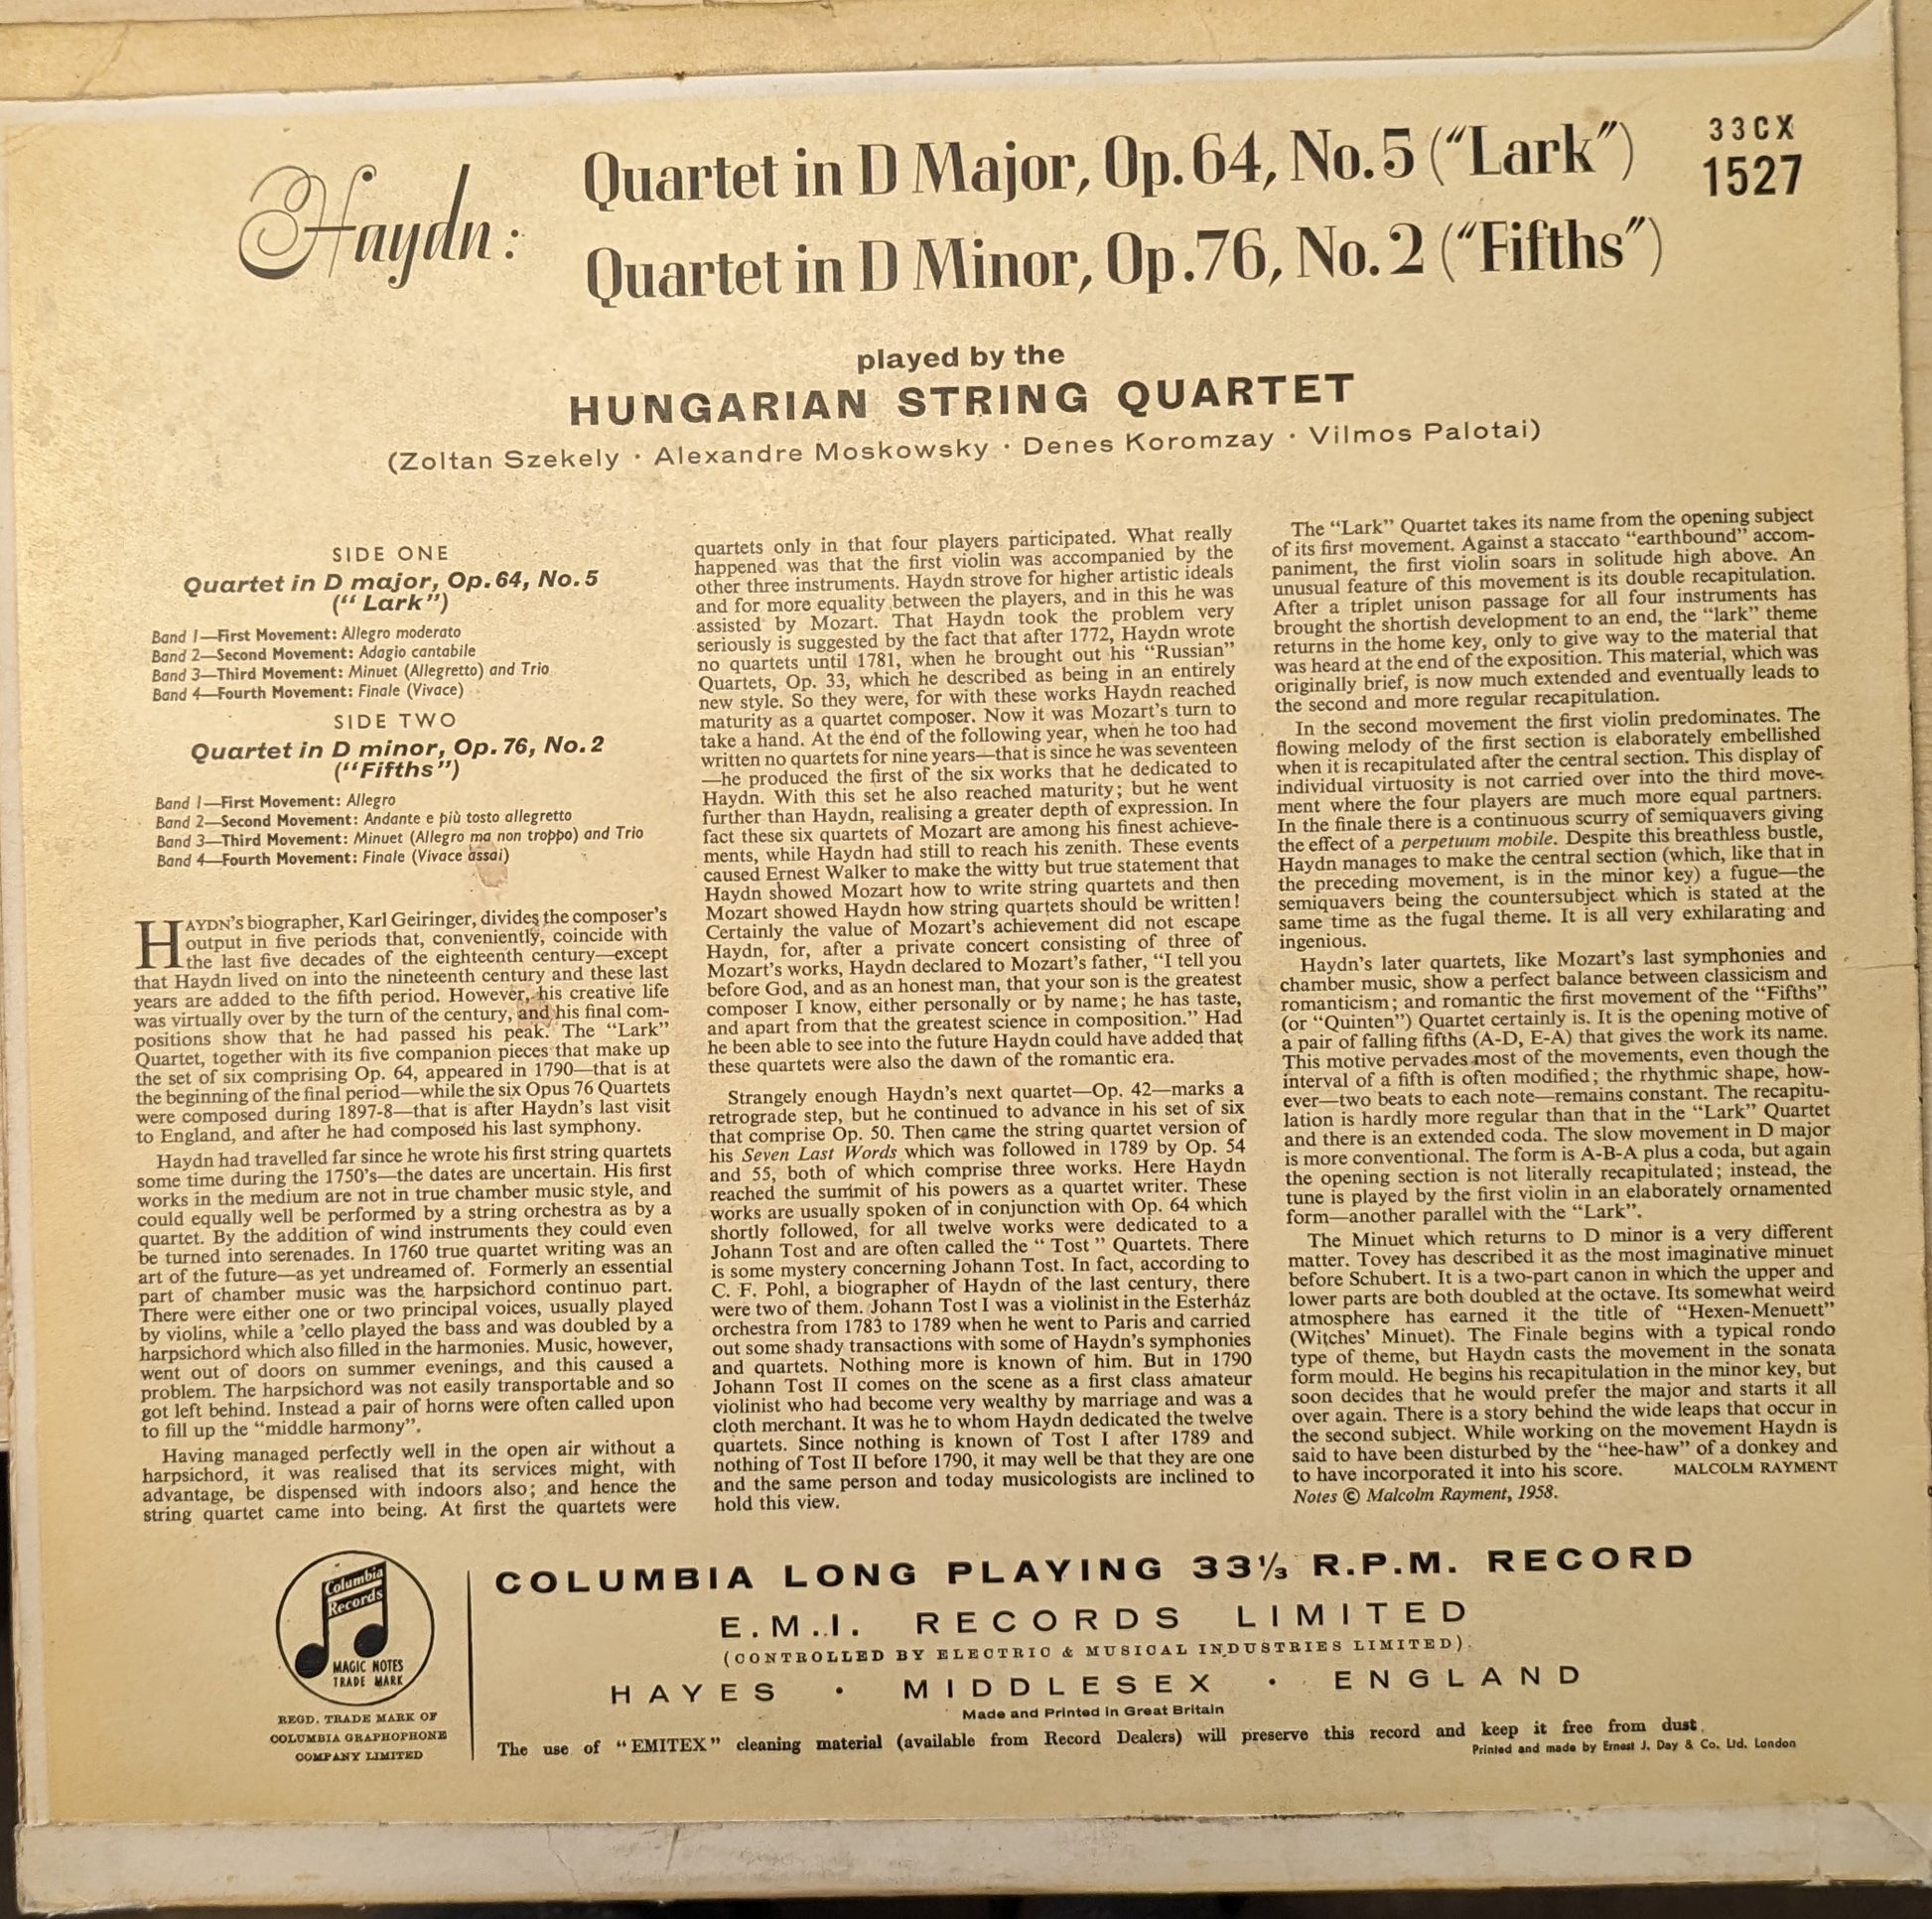 Haydn:
Quartet in D Major, Op. 64, No. 5 (“Lark”)
Quartet in D Minor, Op. 76, No. 2 (“Fifths”)
33CX
1527
played by the
HUNGARIAN STRING QUARTET
(Zoltan Szekely · Alexandre Moskowsky · Denes Koromzay · Vilmos Palotai)
SIDE ONE
Quartet in D major, Op. 64, No. 5
(“Lark”)
Band 1—First Movement: Allegro moderato
Band 2—Second Movement: Adagio cantabile
Band 3—Third Movement: Minuet (Allegretto) and Trio
Band 4—Fourth Movement: Finale (Vivace)
SIDE TWO
Quartet in D minor, Op. 76, No. 2
(“Fifths”)
Band 1—First Movement: Allegro
Band 2—Second Movement: Andante e più tosto allegretto
Band 3—Third Movement: Minuet (Allegro ma non troppo) and Trio
Band 4—Fourth Movement: Finale (Vivace assai)
HAYDN’S biographer, Karl Geiringer, divides the composer’s
output in five periods that, conveniently, coincide with
the last five decades of the eighteenth century—except
that Haydn lived on into the nineteenth century and these last
years are added to the fifth period. However, his creative life
was virtually over by the turn of the century, and his final com-
positions show that he had passed his peak. The “Lark”
Quartet, together with its five companion pieces that make up
the set of six comprising Op. 64, appeared in 1790—that is at
the beginning of the final period—while the six Opus 76 Quartets
were composed during 1897-8—that is after Haydn’s last visit
to England, and after he had composed his last symphony.
Haydn had travelled far since he wrote his first string quartets
some time during the 1750’s—the dates are uncertain. His first
works in the medium are not in true chamber music style, and
could equally well be performed by a string orchestra as by a
quartet. By the addition of wind instruments they could even
be turned into serenades. In 1760 true quartet writing was an
art of the future—as yet undreamed of. Formerly an essential
part of chamber music was the harpsichord continuo part.
There were either one or two principal voices, usually played
by violins, while a ’cello played the bass and was doubled by a
harpsichord which also filled in the harmonies. Music, however,
went out of doors on summer evenings, and this caused a
problem. The harpsichord was not easily transportable and so
got left behind. Instead a pair of horns were often called upon
to fill up the “middle harmony”.
Having managed perfectly well in the open air without a
harpsichord, it was realised that its services might, with
advantage, be dispensed with indoors also; and hence the
string quartet came into being. At first the quartets were
quartets only in that four players participated. What really
happened was that the first violin was accompanied by the
other three instruments. Haydn strove for higher artistic ideals
and for more equality between the players, and in this he was
assisted by Mozart. That Haydn took the problem very
seriously is suggested by the fact that after 1772, Haydn wrote
no quartets until 1781, when he brought out his “Russian”
Quartets, Op. 33, which he described as being in an entirely
new style. So they were, for with these works Haydn reached
maturity as a quartet composer. Now it was Mozart’s turn to
take a hand. At the end of the following year, when he too had
written no quartets for nine years—that is since he was seventeen
—he produced the first of the six works that he dedicated to
Haydn. With this set he also reached maturity; but he went
further than Haydn, realising a greater depth of expression. In
fact these six quartets of Mozart are among his finest achieve-
ments, while Haydn had still to reach his zenith. These events
caused Ernest Walker to make the witty but true statement that
Haydn showed Mozart how to write string quartets and then
Mozart showed Haydn how string quartets should be written!
Certainly the value of Mozart’s achievement did not escape
Haydn, for, after a private concert consisting of three of
Mozart’s works, Haydn declared to Mozart’s father, “I tell you
before God, and as an honest man, that your son is the greatest
composer I know, either personally or by name; he has taste,
and apart from that the greatest science in composition.” Had
he been able to see into the future Haydn could have added that
these quartets were also the dawn of the romantic era.
Strangely enough Haydn’s next quartet—Op. 42—marks a
retrograde step, but he continued to advance in his set of six
that comprise Op. 50. Then came the string quartet version of
his Seven Last Words which was followed in 1789 by Op. 54
and 55, both of which comprise three works. Here Haydn
reached the summit of his powers as a quartet writer. These
works are usually spoken of in conjunction with Op. 64 which
shortly followed, for all twelve works were dedicated to a
Johann Tost and are often called the “ Tost ” Quartets. There
is some mystery concerning Johann Tost. In fact, according to
C. F. Pohl, a biographer of Haydn of the last century, there
were two of them. Johann Tost I was a violinist in the Esterház
orchestra from 1783 to 1789 when he went to Paris and carried
out some shady transactions with some of Haydn’s symphonies
and quartets. Nothing more is known of him. But in 1790
Johann Tost II comes on the scene as a first class amateur
violinist who had become very wealthy by marriage and was a
cloth merchant. It was he to whom Haydn dedicated the twelve
quartets. Since nothing is known of Tost I after 1789 and
nothing of Tost II before 1790, it may well be that they are one
and the same person and today musicologists are inclined to
hold this view.
The “Lark” Quartet takes its name from the opening subject
of its first movement. Against a staccato “earthbound” accom-
paniment, the first violin soars in solitude high above. An
unusual feature of this movement is its double recapitulation.
After a triplet unison passage for all four instruments has
brought the shortish development to an end, the “lark” theme
returns in the home key, only to give way to the material that
was heard at the end of the exposition. This material, which was
originally brief, is now much extended and eventually leads to
the second and more regular recapitulation.
In the second movement the first violin predominates. The
flowing melody of the first section is elaborately embellished
when it is recapitulated after the central section. This display of
individual virtuosity is not carried over into the third move-
ment where the four players are much more equal partners.
In the finale there is a continuous scurry of semiquavers giving
the effect of a perpetuum mobile. Despite this breathless bustle,
Haydn manages to make the central section (which, like that in
the preceding movement, is in the minor key) a fugue—the
semiquavers being the countersubject which is stated at the
same time as the fugal theme. It is all very exhilarating and
ingenious.
Haydn’s later quartets, like Mozart’s last symphonies and
chamber music, show a perfect balance between classicism and
romanticism; and romantic the first movement of the “Fifths”
(or “Quinten”) Quartet certainly is. It is the opening motive of
a pair of falling fifths (A-D, E-A) that gives the work its name.
This motive pervades most of the movements, even though the
interval of a fifth is often modified; the rhythmic shape, how-
ever—two beats to each note—remains constant. The recapitu-
lation is hardly more regular than that in the “Lark” Quartet
and there is an extended coda. The slow movement in D major
is more conventional. The form is A-B-A plus a coda, but again
the opening section is not literally recapitulated; instead, the
tune is played by the first violin in an elaborately ornamented
form—another parallel with the “Lark”.
The Minuet which returns to D minor is a very different
matter. Tovey has described it as the most imaginative minuet
before Schubert. It is a two-part canon in which the upper and
lower parts are both doubled at the octave. Its somewhat weird
atmosphere has earned it the title of “Hexen-Menuett”
(Witches’ Minuet). The Finale begins with a typical rondo
type of theme, but Haydn casts the movement in the sonata
form mould. He begins his recapitulation in the minor key, but
soon decides that he would prefer the major and starts it all
over again. There is a story behind the wide leaps that occur in
the second subject. While working on the movement Haydn is
said to have been disturbed by the “hee-haw” of a donkey and
to have incorporated it into his score. MALCOLM RAYMENT
Notes © Malcolm Rayment, 1958.
Columbia
Records
MAGIC NOTES
TRADE MARK
REGD. TRADE MARK OF
COLUMBIA GRAPHOPHONE
COMPANY LIMITED
COLUMBIA LONG PLAYING 33⅓ R.P.M. RECORD
E.M.I. RECORDS LIMITED
(CONTROLLED BY ELECTRIC & MUSICAL INDUSTRIES LIMITED)
HAYES · MIDDLESEX · ENGLAND
Made and Printed in Great Britain
The use of “EMITEX” cleaning material (available from Record Dealers) will preserve this record and keep it free from dust.
Printed and made by Ernest J. Day & Co. Ltd. London